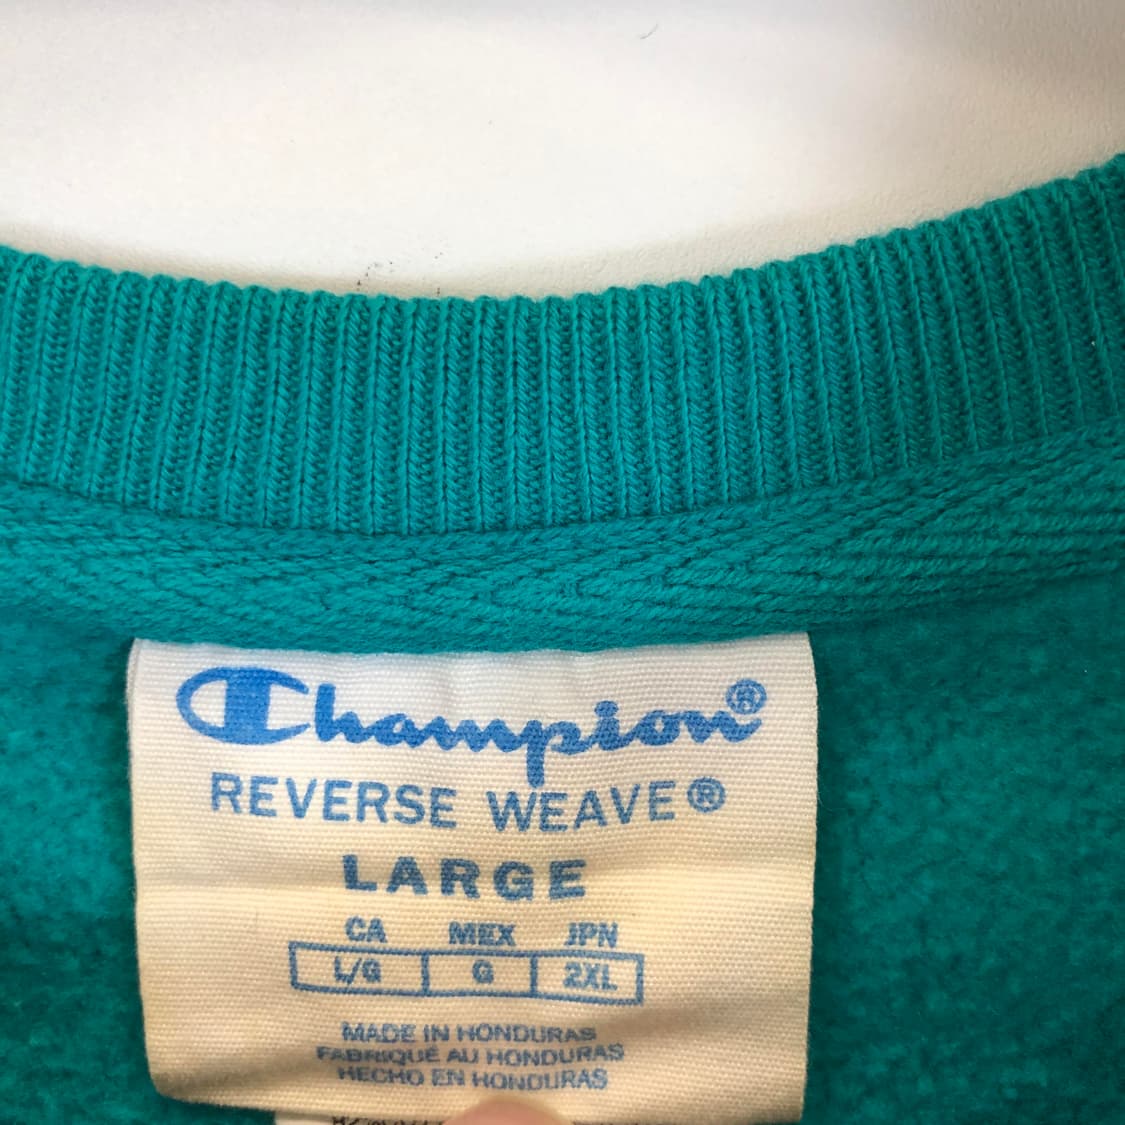 Champion®
REVERSE WEAVE®
LARGE
CA MEX JPN
L/G G 2XL
MADE IN HONDURAS
FABRIQUÉ AU HONDURAS
HECHO EN HONDURAS